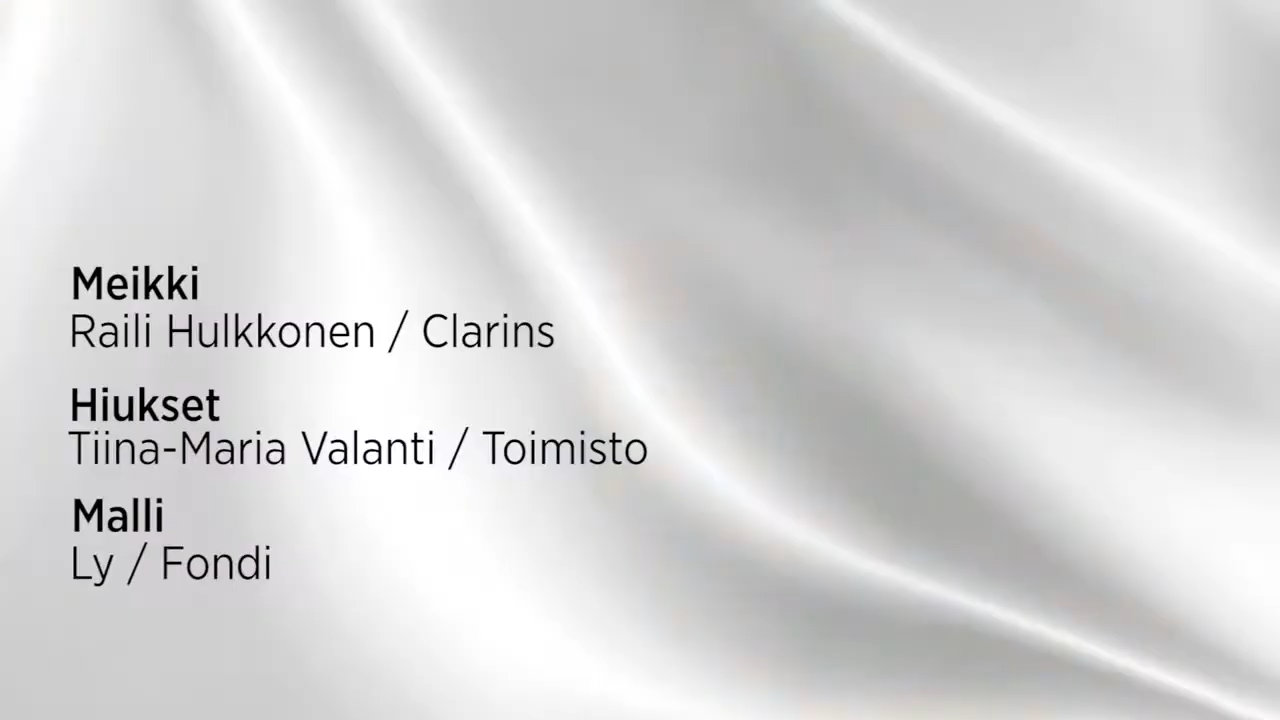 Meikki
Raili Hulkkonen / Clarins
Hiukset
Tiina-Maria Valanti / Toimisto
Malli
Ly / Fondi